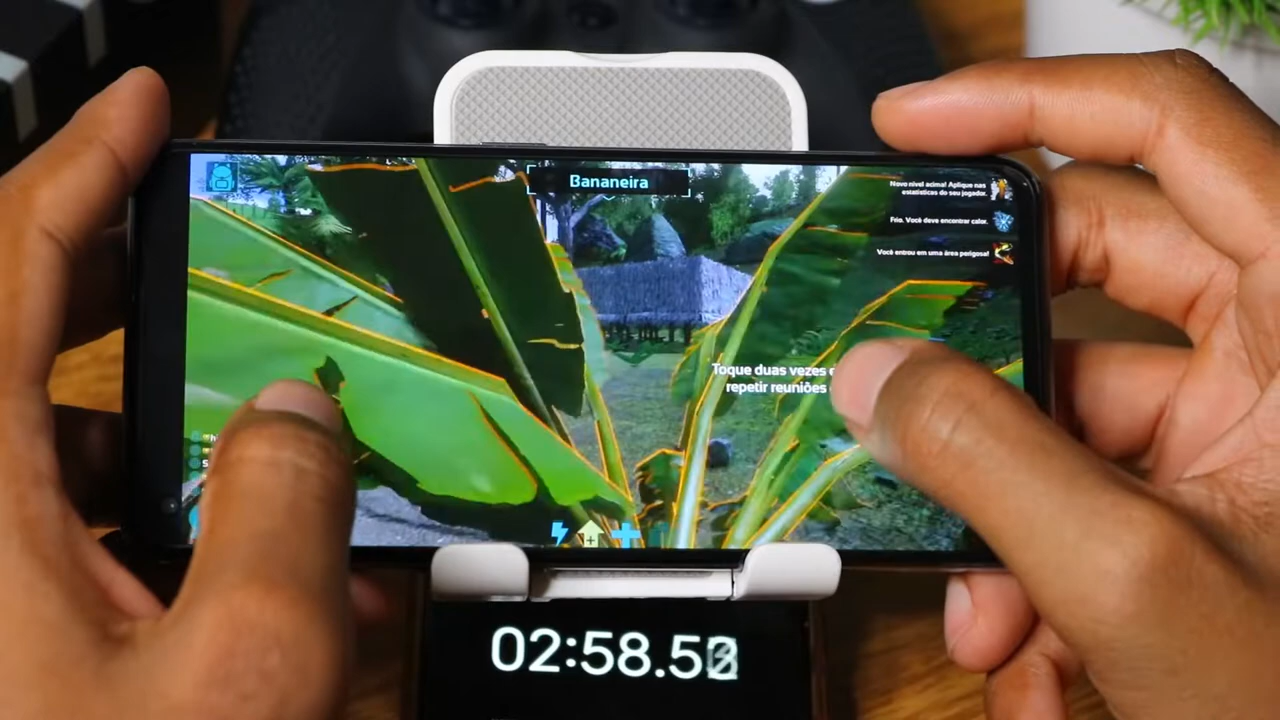 Bananeira
Novo nível acima! Aplique nas
estatísticas do seu jogador.
Frio. Você deve encontrar calor.
Você entrou em uma área perigosa!
Toque duas vezes
repetir reuniões
02:58.5